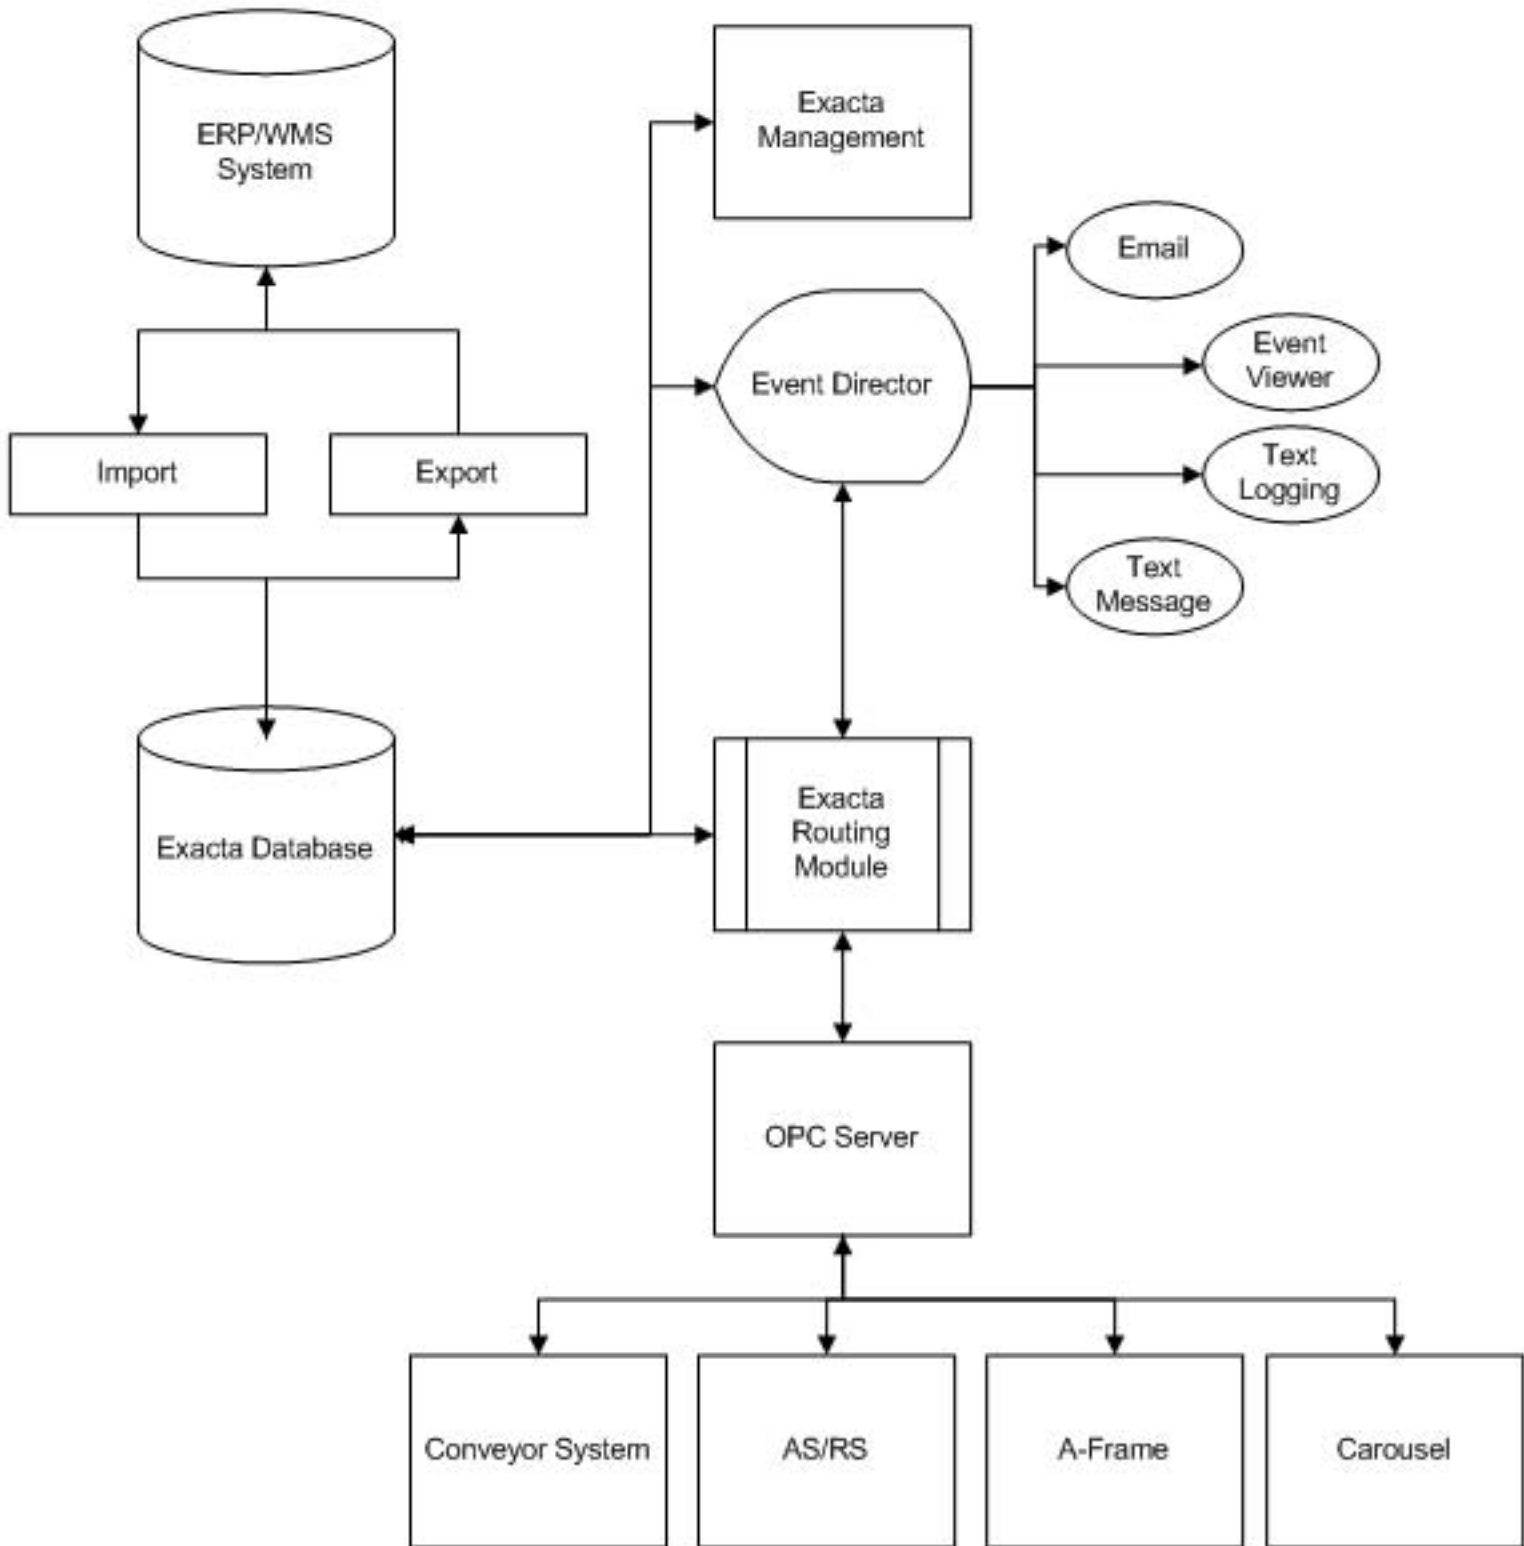 ERP/WMS
System
Exacta
Management
Email
Event
Viewer
Event Director
Import
Export
Text
Logging
Text
Message
Exacta Database
Exacta
Routing
Module
OPC Server
Conveyor System
AS/RS
A-Frame
Carousel